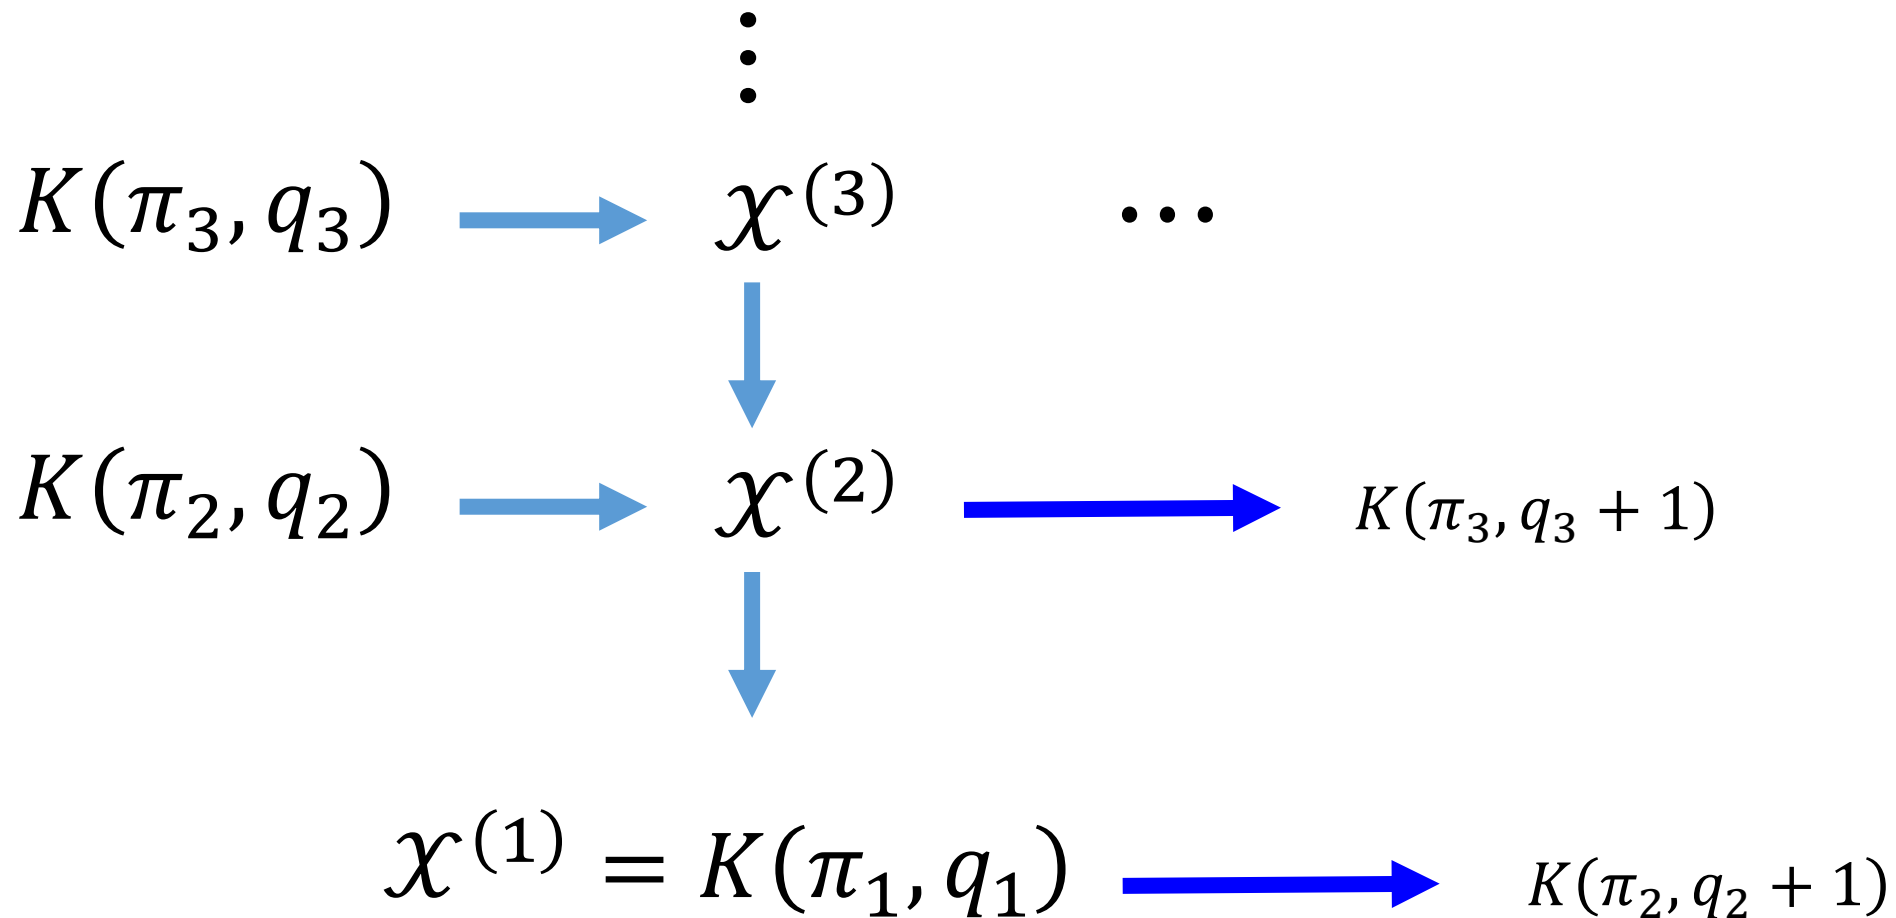 ⋮
K(π₃, q₃) → 𝒳⁽³⁾ ⋯
K(π₂, q₂) → 𝒳⁽²⁾ → K(π₃, q₃ + 1)
𝒳⁽¹⁾ = K(π₁, q₁) → K(π₂, q₂ + 1)